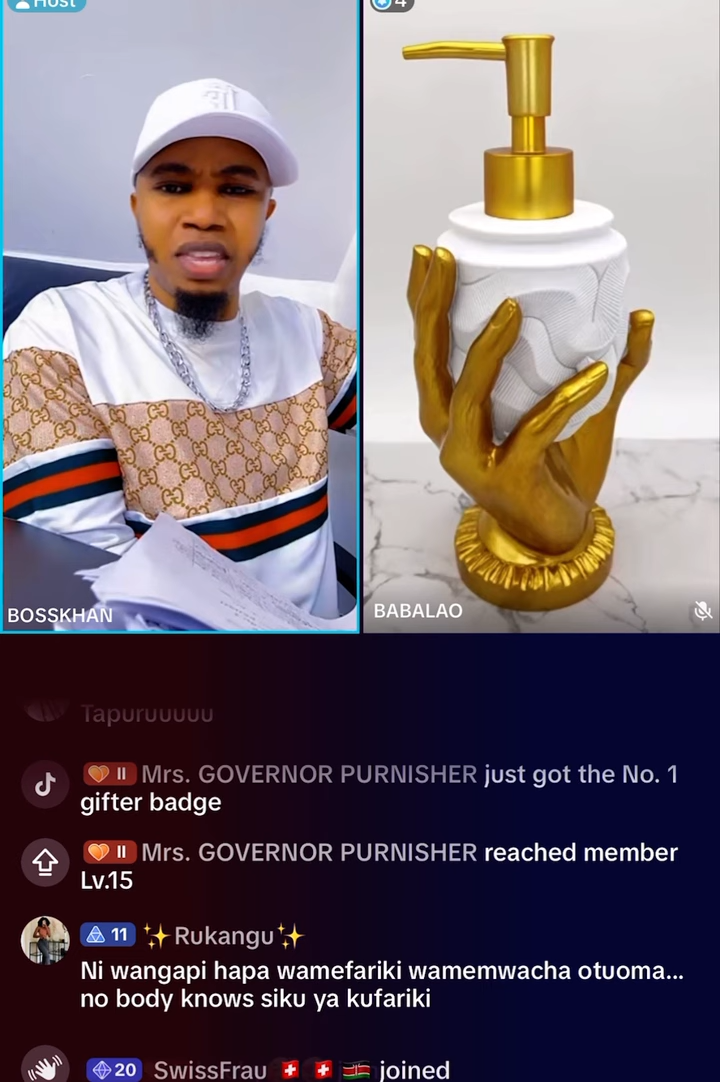 Host
4
BOSSKHAN
BABALAO
Tapuruuuuu
II Mrs. GOVERNOR PURNISHER just got the No. 1
gifter badge
II Mrs. GOVERNOR PURNISHER reached member
Lv.15
11 ✨Rukangu✨
Ni wangapi hapa wamefariki wamemwacha otuoma...
no body knows siku ya kufariki
20 SwissFrau 🇨🇭 🇨🇭 🇰🇪 joined